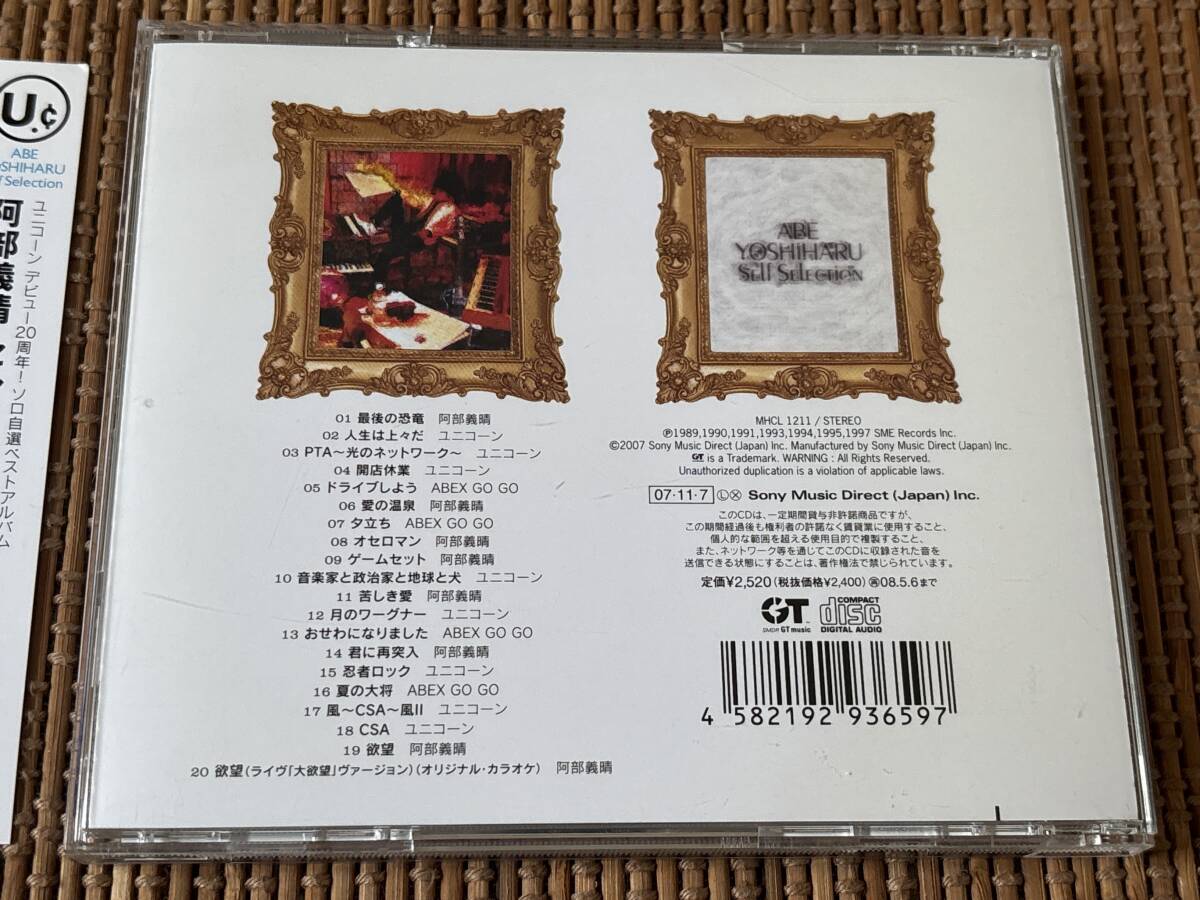 U.¢
ABE
YOSHIHARU
f Selection
ユニコーン デビュー20周年！ソロ自選ベストアルバム
阿部義晴 セ
ABE
YOSHIHARU
Self Selection
01 最後の恐竜 阿部義晴
02 人生は上々だ ユニコーン
03 PTA～光のネットワーク～ ユニコーン
04 開店休業 ユニコーン
05 ドライブしよう ABEX GO GO
06 愛の温泉 阿部義晴
07 夕立ち ABEX GO GO
08 オセロマン 阿部義晴
09 ゲームセット 阿部義晴
10 音楽家と政治家と地球と犬 ユニコーン
11 苦しき愛 阿部義晴
12 月のワーグナー ユニコーン
13 おせわになりました ABEX GO GO
14 君に再突入 阿部義晴
15 忍者ロック ユニコーン
16 夏の大将 ABEX GO GO
17 風～CSA～風II ユニコーン
18 CSA ユニコーン
19 欲望 阿部義晴
20 欲望(ライヴ「大欲望」ヴァージョン)(オリジナル・カラオケ) 阿部義晴
MHCL 1211 / STEREO
Ⓟ1989,1990,1991,1993,1994,1995,1997 SME Records Inc.
©2007 Sony Music Direct (Japan) Inc. Manufactured by Sony Music Direct (Japan) Inc.
GT is a Trademark. WARNING : All Rights Reserved.
Unauthorized duplication is a violation of applicable laws.
07·11·7 Ⓛⓧ Sony Music Direct (Japan) Inc.
このCDは、一定期間貸与非許諾商品ですが、
この期間経過後も権利者の許諾なく賃貸業に使用すること、
個人的な範囲を超える使用目的で複製すること、
また、ネットワーク等を通じてこのCDに収録された音を
送信できる状態にすることは、著作権法で禁じられています。
定価¥2,520(税抜価格¥2,400) ㊢08.5.6まで
GT
SMDR GT music
COMPACT
disc
DIGITAL AUDIO
4 582192 936597